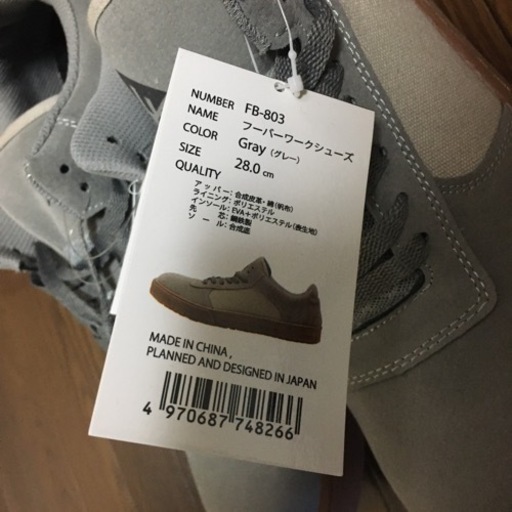 NUMBER FB-803
NAME フーバーワークシューズ
COLOR Gray (グレー)
SIZE 28.0 cm
QUALITY
アッパー: 合成皮革・綿(帆布)
ライニング: ポリエステル
インソール: EVA+ポリエステル(表生地)
先芯: 鋼鉄製
ソール: 合成底
MADE IN CHINA,
PLANNED AND DESIGNED IN JAPAN
4 970687 748266